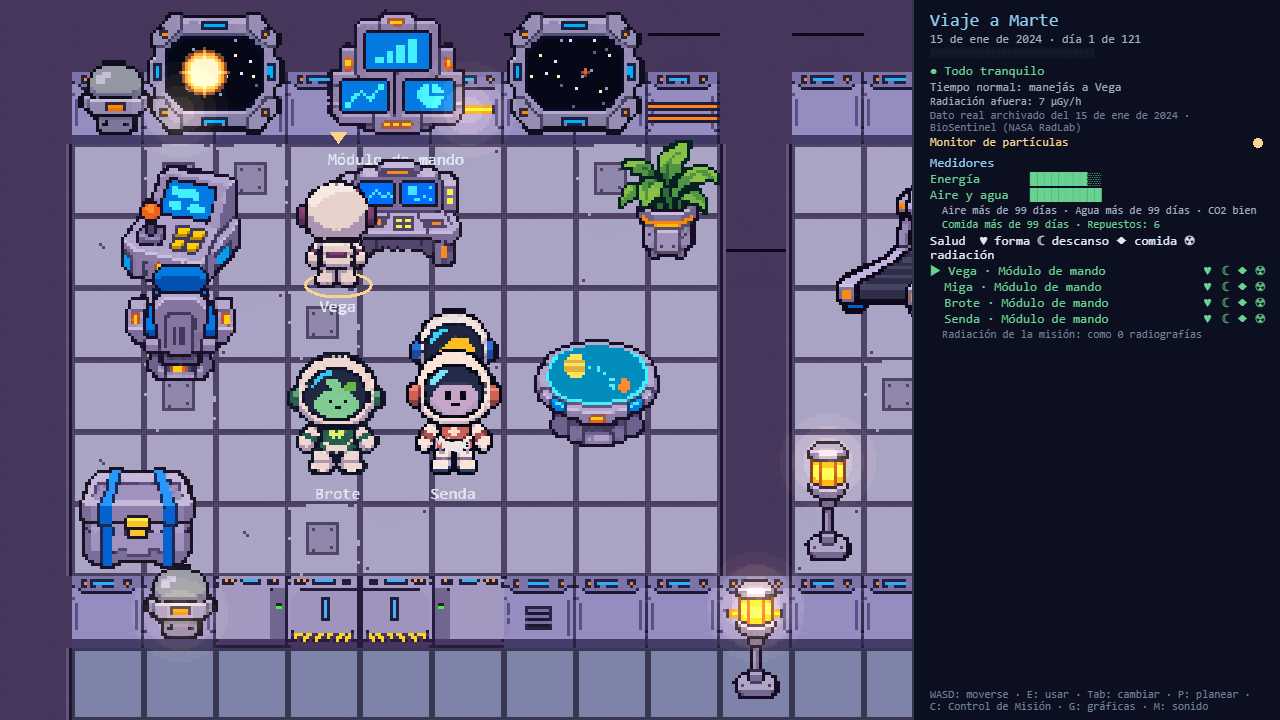 Viaje a Marte
15 de ene de 2024 · día 1 de 121
● Todo tranquilo
Tiempo normal: manejás a Vega
Radiación afuera: 7 µGy/h
Dato real archivado del 15 de ene de 2024 ·
BioSentinel (NASA RadLab)
Monitor de partículas
Medidores
Energía
Aire y agua
Aire más de 99 días · Agua más de 99 días · CO2 bien
Comida más de 99 días · Repuestos: 6
Salud ♥ forma ☾ descanso ◆ comida ☢
radiación
▶ Vega · Módulo de mando ♥ ☾ ◆ ☢
Miga · Módulo de mando ♥ ☾ ◆ ☢
Brote · Módulo de mando ♥ ☾ ◆ ☢
Senda · Módulo de mando ♥ ☾ ◆ ☢
Radiación de la misión: como 0 radiografías
Módulo de mando
Vega
Brote
Senda
WASD: moverse · E: usar · Tab: cambiar · P: planear ·
C: Control de Misión · G: gráficas · M: sonido